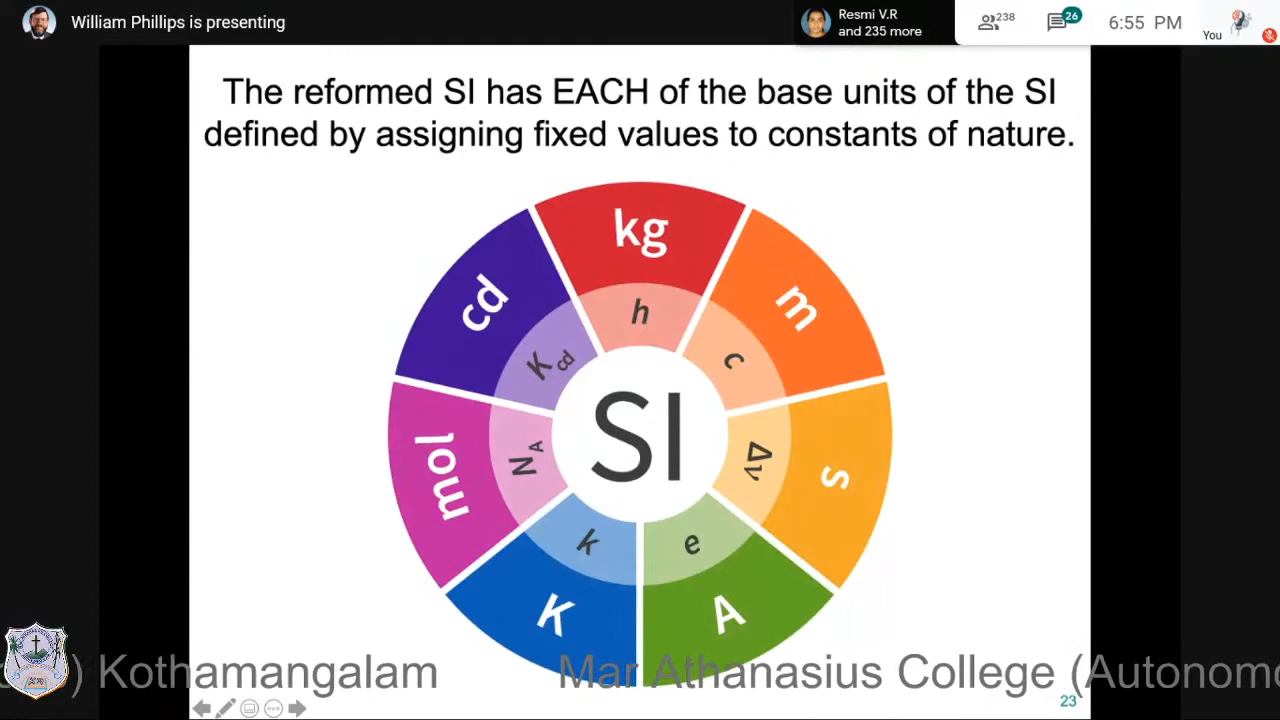 William Phillips is presenting
Resmi V.R
and 235 more
238
26
6:55 PM
You
The reformed SI has EACH of the base units of the SI
defined by assigning fixed values to constants of nature.
kg
h
m
c
s
Δν
A
e
K
k
mol
N_A
cd
K_cd
SI
) Kothamangalam Mar Athanasius College (Autonomo
23